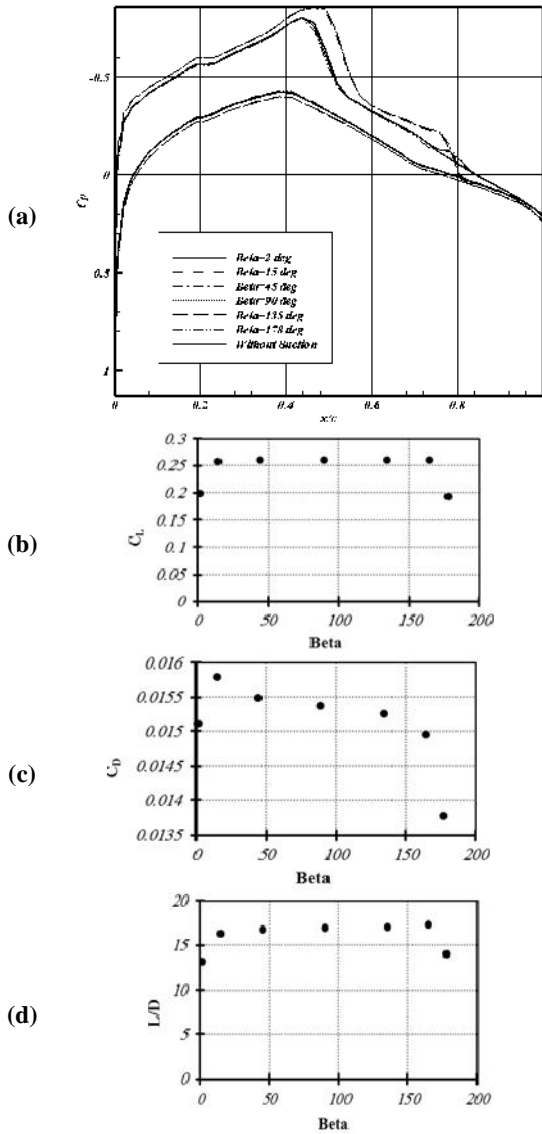 -0.5
0
0.5
1
Cp
(a)
Beta=2 deg
Beta=15 deg
Beta=45 deg
Beta=90 deg
Beta=135 deg
Beta=178 deg
Without Suction
0 0.2 0.4 0.6 0.8
x/c
(b)
0.3
0.25
0.2
0.15
0.1
0.05
0
CL
0 50 100 150 200
Beta
(c)
0.016
0.0155
0.015
0.0145
0.014
0.0135
CD
0 50 100 150 200
Beta
(d)
20
15
10
5
0
L/D
0 50 100 150 200
Beta